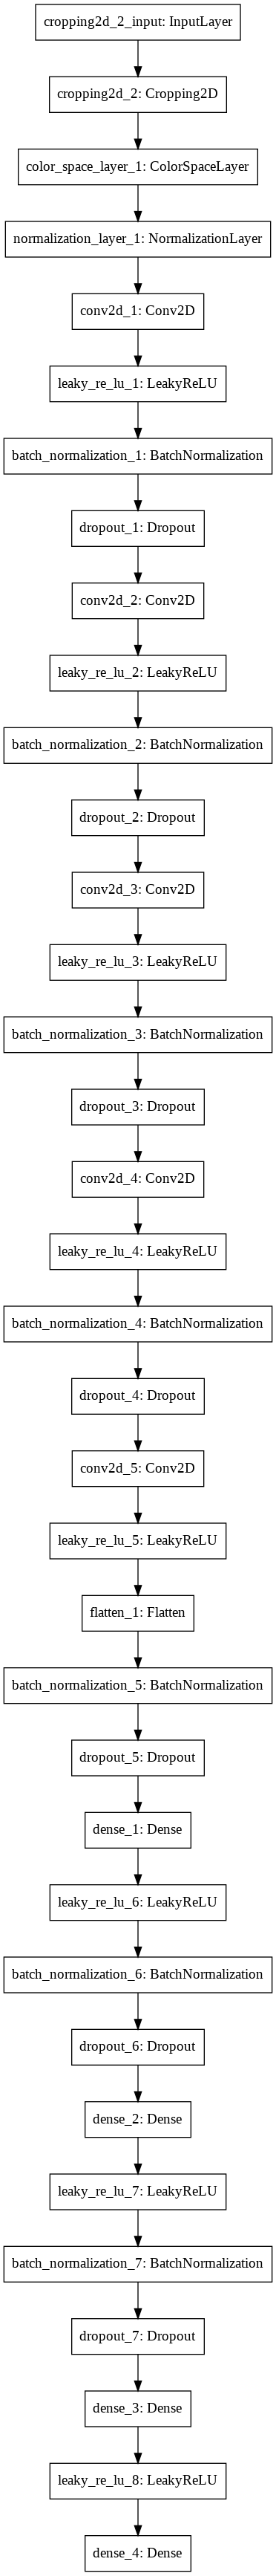 cropping2d_2_input: InputLayer
cropping2d_2: Cropping2D
color_space_layer_1: ColorSpaceLayer
normalization_layer_1: NormalizationLayer
conv2d_1: Conv2D
leaky_re_lu_1: LeakyReLU
batch_normalization_1: BatchNormalization
dropout_1: Dropout
conv2d_2: Conv2D
leaky_re_lu_2: LeakyReLU
batch_normalization_2: BatchNormalization
dropout_2: Dropout
conv2d_3: Conv2D
leaky_re_lu_3: LeakyReLU
batch_normalization_3: BatchNormalization
dropout_3: Dropout
conv2d_4: Conv2D
leaky_re_lu_4: LeakyReLU
batch_normalization_4: BatchNormalization
dropout_4: Dropout
conv2d_5: Conv2D
leaky_re_lu_5: LeakyReLU
flatten_1: Flatten
batch_normalization_5: BatchNormalization
dropout_5: Dropout
dense_1: Dense
leaky_re_lu_6: LeakyReLU
batch_normalization_6: BatchNormalization
dropout_6: Dropout
dense_2: Dense
leaky_re_lu_7: LeakyReLU
batch_normalization_7: BatchNormalization
dropout_7: Dropout
dense_3: Dense
leaky_re_lu_8: LeakyReLU
dense_4: Dense